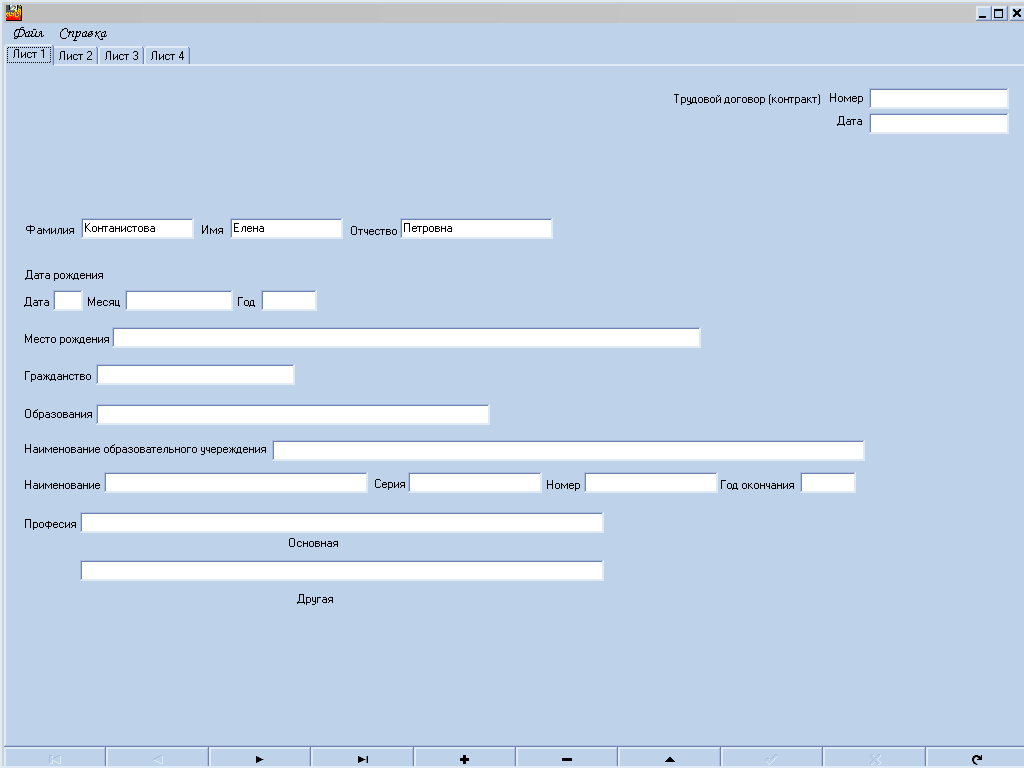 Файл Справка
Лист 1 Лист 2 Лист 3 Лист 4
Трудовой договор (контракт) Номер
Дата
Фамилия Контанистова Имя Елена Отчество Петровна
Дата рождения
Дата Месяц Год
Место рождения
Гражданство
Образования
Наименование образовательного учереждения
Наименование Серия Номер Год окончания
Професия
Основная
Другая